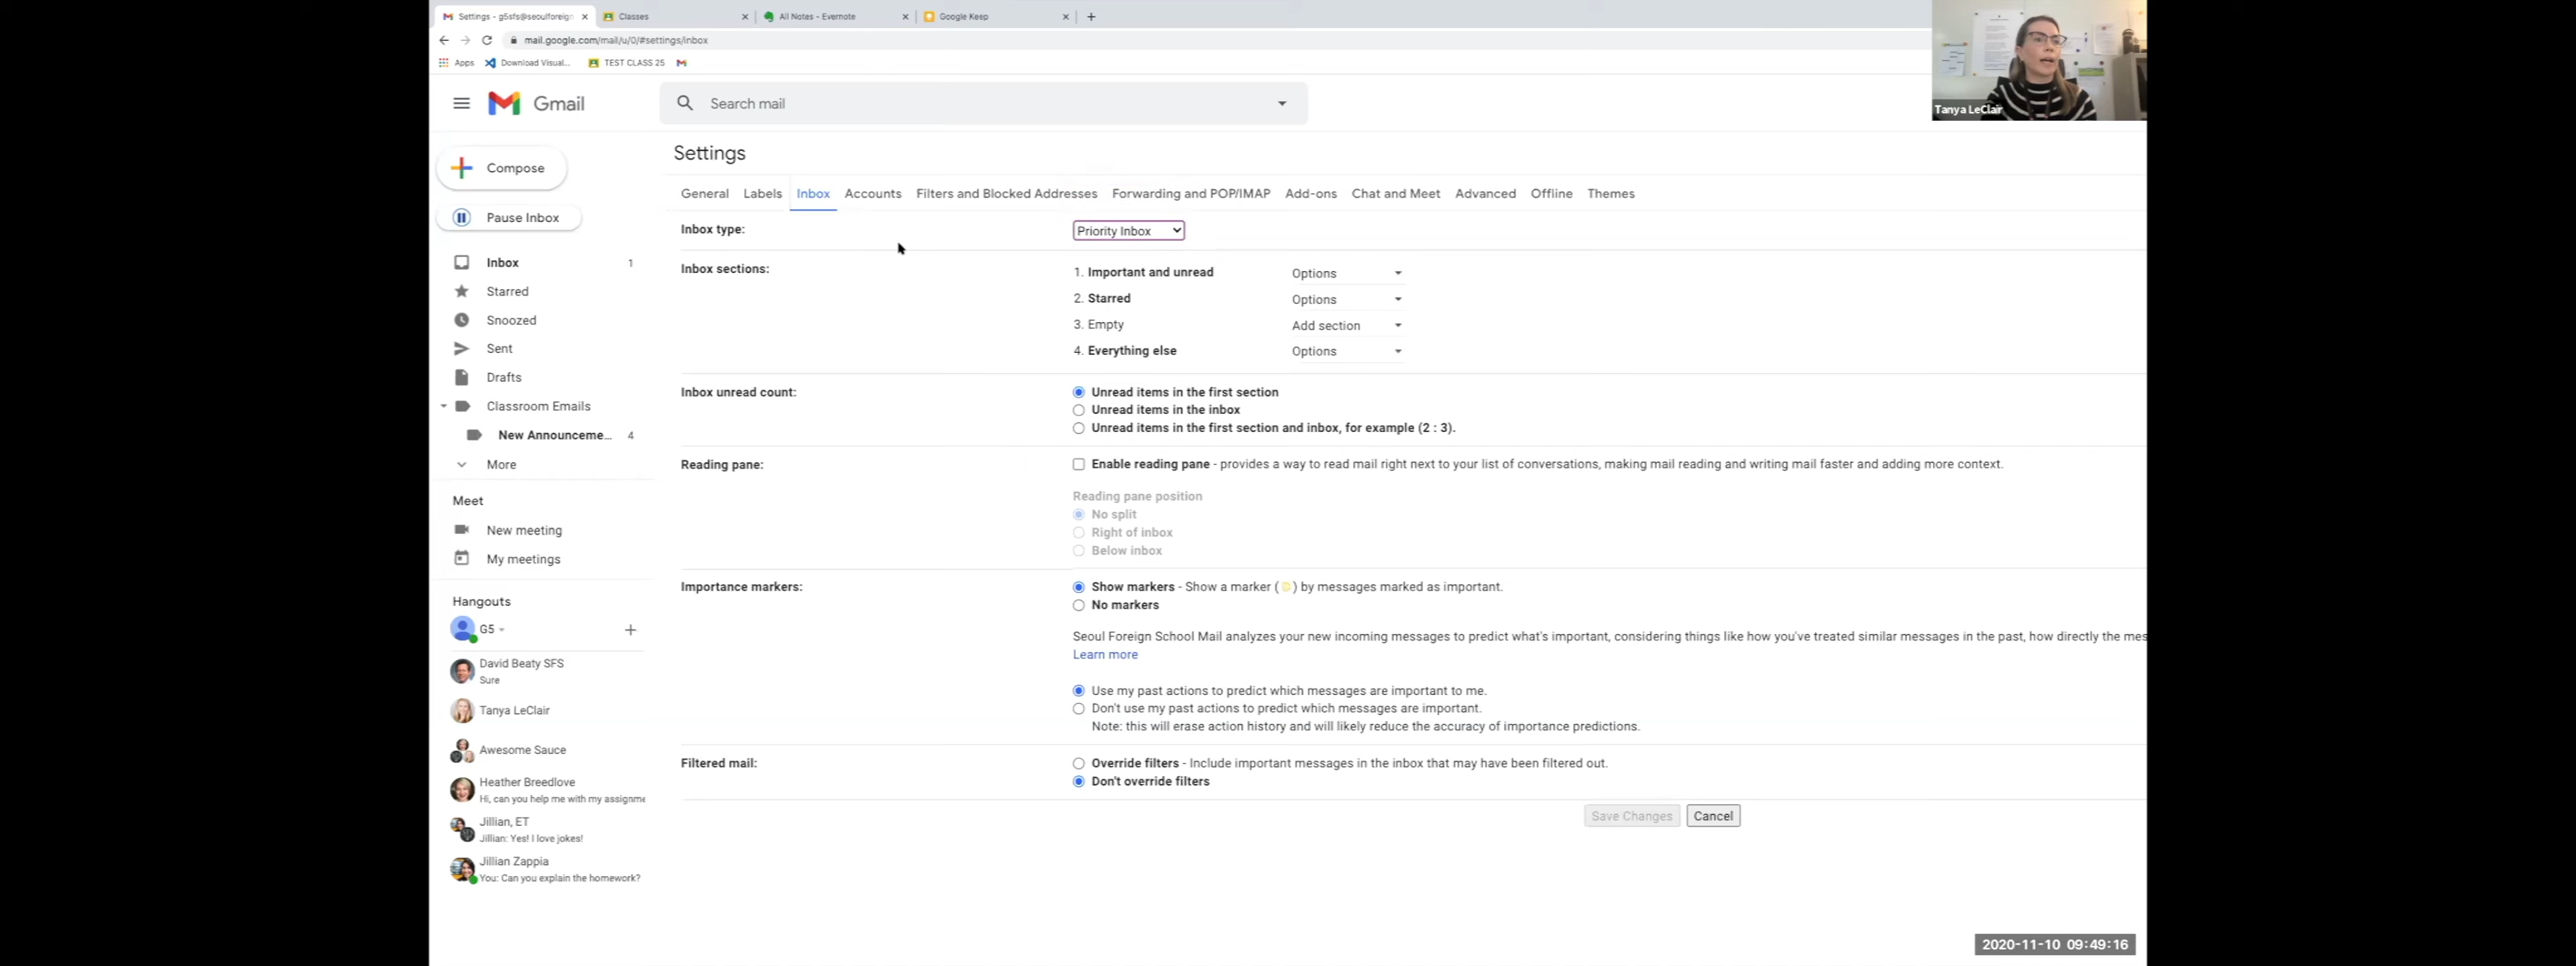 Settings - g5sfs@seoulforeign
Classes
All Notes - Evernote
Google Keep
mail.google.com/mail/u/0/#settings/inbox
Apps
Download Visual...
TEST CLASS 25
Gmail
Search mail
Tanya LeClair
Compose
Pause Inbox
Inbox 1
Starred
Snoozed
Sent
Drafts
Classroom Emails
New Announceme... 4
More
Meet
New meeting
My meetings
Hangouts
G5
David Beaty SFS
Sure
Tanya LeClair
Awesome Sauce
Heather Breedlove
Hi, can you help me with my assignme
Jillian, ET
Jillian: Yes! I love jokes!
Jillian Zappia
You: Can you explain the homework?
Settings
General Labels Inbox Accounts Filters and Blocked Addresses Forwarding and POP/IMAP Add-ons Chat and Meet Advanced Offline Themes
Inbox type: Priority Inbox
Inbox sections: 1. Important and unread Options
2. Starred Options
3. Empty Add section
4. Everything else Options
Inbox unread count: Unread items in the first section
Unread items in the inbox
Unread items in the first section and inbox, for example (2 : 3).
Reading pane: Enable reading pane - provides a way to read mail right next to your list of conversations, making mail reading and writing mail faster and adding more context.
Reading pane position
No split
Right of inbox
Below inbox
Importance markers: Show markers - Show a marker ( ) by messages marked as important.
No markers
Seoul Foreign School Mail analyzes your new incoming messages to predict what's important, considering things like how you've treated similar messages in the past, how directly the mes
Learn more
Use my past actions to predict which messages are important to me.
Don't use my past actions to predict which messages are important.
Note: this will erase action history and will likely reduce the accuracy of importance predictions.
Filtered mail: Override filters - Include important messages in the inbox that may have been filtered out.
Don't override filters
Save Changes Cancel
2020-11-10 09:49:16